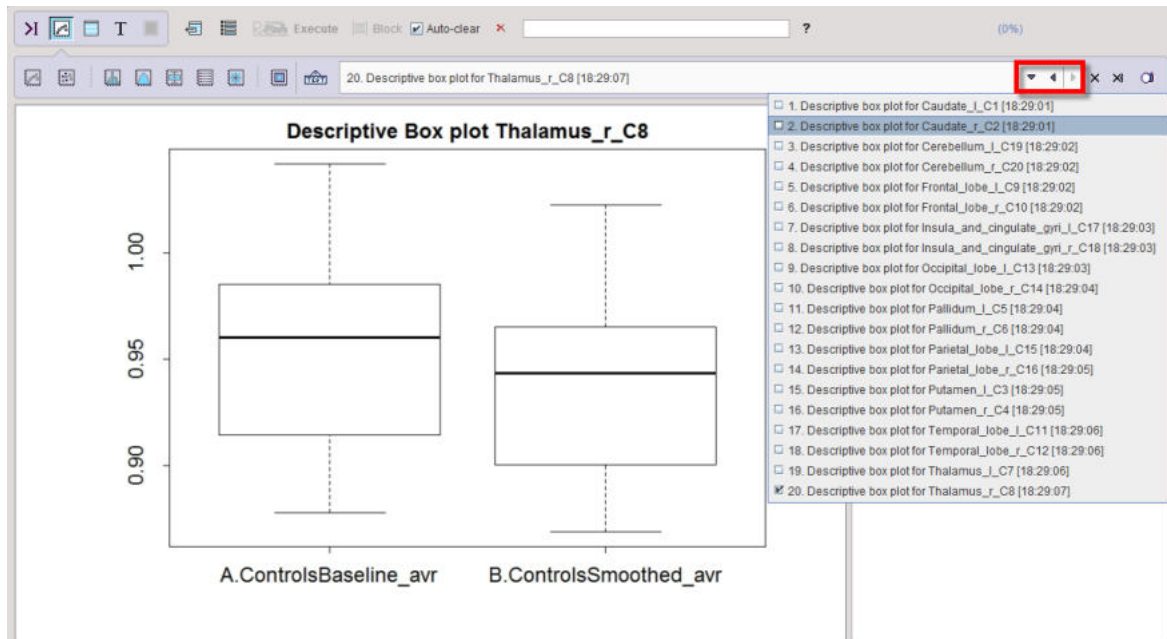 T Execute Block Auto-clear ? (0%)
20. Descriptive box plot for Thalamus_r_C8 [18:29:07]
1. Descriptive box plot for Caudate_l_C1 [18:29:01]
2. Descriptive box plot for Caudate_r_C2 [18:29:01]
3. Descriptive box plot for Cerebellum_l_C19 [18:29:02]
4. Descriptive box plot for Cerebellum_r_C20 [18:29:02]
5. Descriptive box plot for Frontal_lobe_l_C9 [18:29:02]
6. Descriptive box plot for Frontal_lobe_r_C10 [18:29:02]
7. Descriptive box plot for Insula_and_cingulate_gyri_l_C17 [18:29:03]
8. Descriptive box plot for Insula_and_cingulate_gyri_r_C18 [18:29:03]
9. Descriptive box plot for Occipital_lobe_l_C13 [18:29:03]
10. Descriptive box plot for Occipital_lobe_r_C14 [18:29:04]
11. Descriptive box plot for Pallidum_l_C5 [18:29:04]
12. Descriptive box plot for Pallidum_r_C6 [18:29:04]
13. Descriptive box plot for Parietal_lobe_l_C15 [18:29:04]
14. Descriptive box plot for Parietal_lobe_r_C16 [18:29:05]
15. Descriptive box plot for Putamen_l_C3 [18:29:05]
16. Descriptive box plot for Putamen_r_C4 [18:29:05]
17. Descriptive box plot for Temporal_lobe_l_C11 [18:29:06]
18. Descriptive box plot for Temporal_lobe_r_C12 [18:29:06]
19. Descriptive box plot for Thalamus_l_C7 [18:29:06]
20. Descriptive box plot for Thalamus_r_C8 [18:29:07]
Descriptive Box plot Thalamus_r_C8
1.00
0.95
0.90
A.ControlsBaseline_avr B.ControlsSmoothed_avr